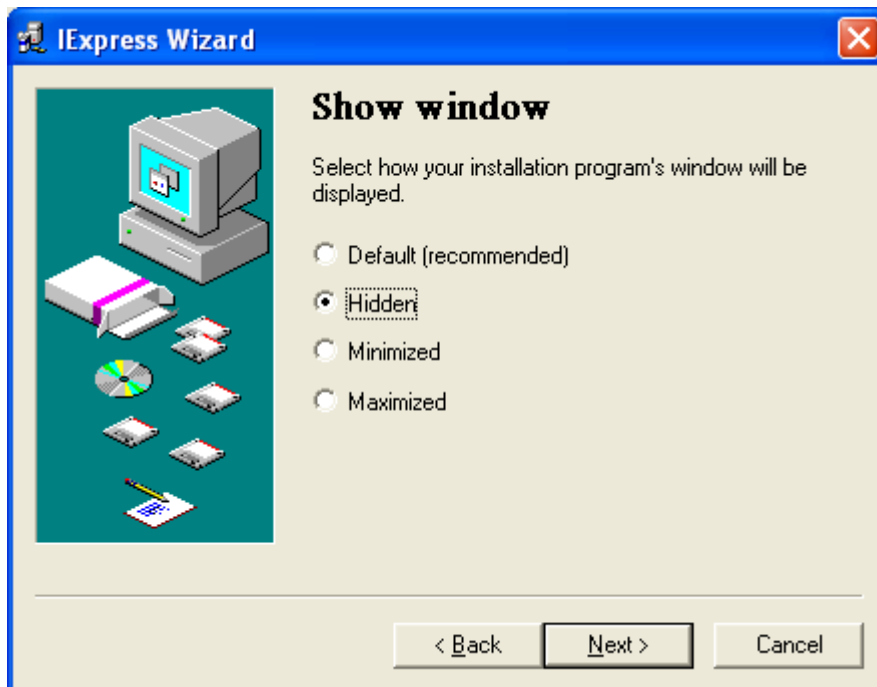 IExpress Wizard
Show window
Select how your installation program's window will be
displayed.
Default (recommended)
Hidden
Minimized
Maximized
< Back
Next >
Cancel